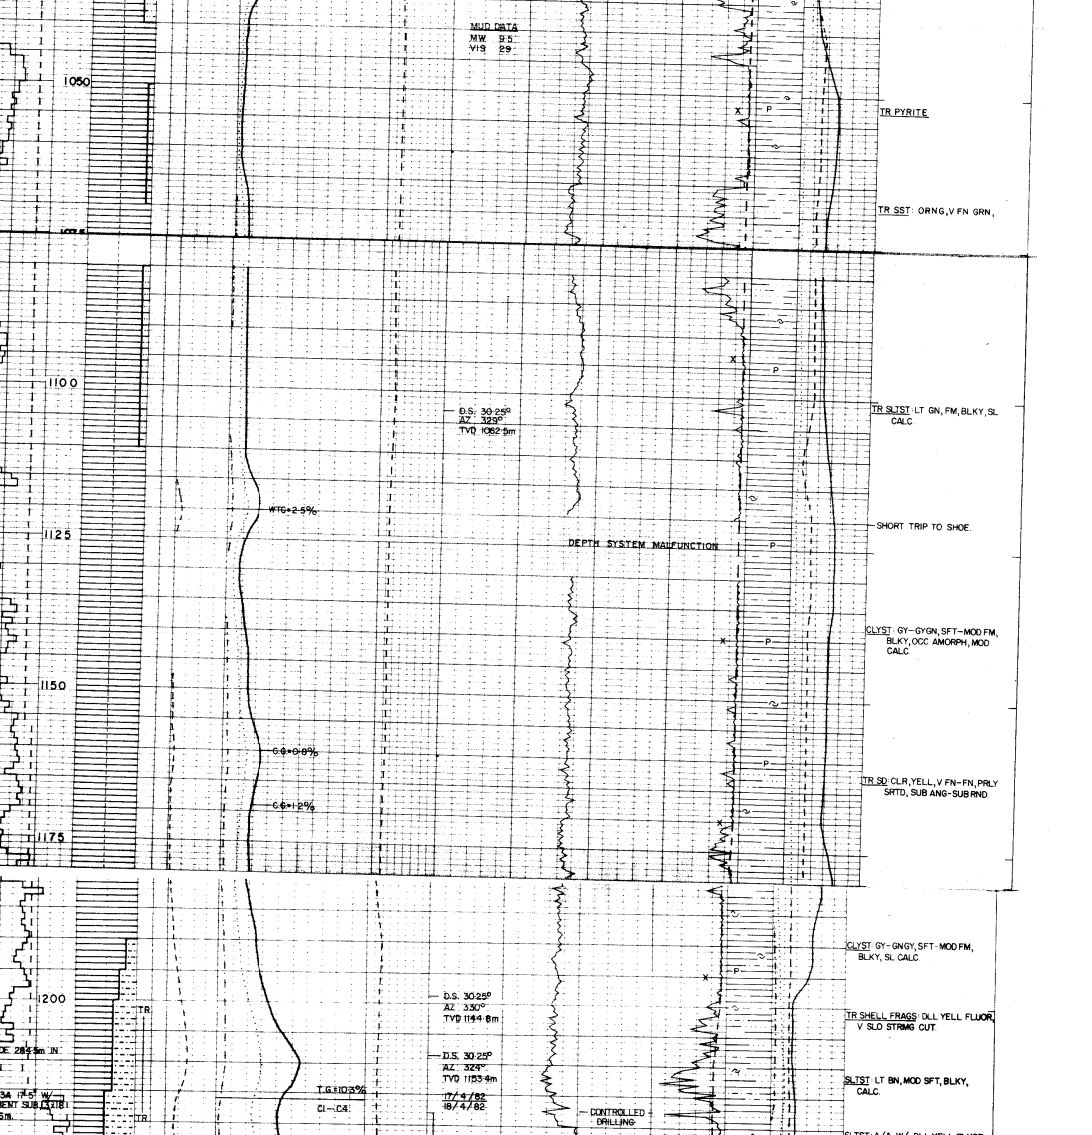 MUD DATA
MW 9.5
VIS 29
1050
P
X
TR PYRITE
TR SST: ORNG, V FN GRN,
1075
X
P
1100
D.S. 30·25°
AZ 329°
TVD 1062·5m
TR SLTST: LT GN, FM, BLKY, SL
CALC.
WTG=2·5%
SHORT TRIP TO SHOE.
1125
DEPTH SYSTEM MALFUNCTION
P
CLYST: GY-GYGN, SFT-MOD FM,
BLKY, OCC AMORPH, MOD
CALC.
X
P
1150
C.G=0·8%
P
TR SD: CLR, YELL, V FN-FN, PRLY
SRTD, SUB ANG-SUB RND.
C.G=1·2%
X
1175
CLYST: GY-GNGY, SFT-MOD FM,
BLKY, SL CALC.
P
X
1200
D.S. 30·25°
AZ 330°
TVD 1144·8m
TR
TR SHELL FRAGS: DLL YELL FLUOR,
V SLO STRMG CUT.
IN
D.S. 30·25°
AZ 324°
TVD 1153·4m
SLTST: LT BN, MOD SFT, BLKY,
CALC.
T.G=10·3%
17/4/82
18/4/82
C1-C4
17·5" W/
CONTROLLED
DRILLING
TR